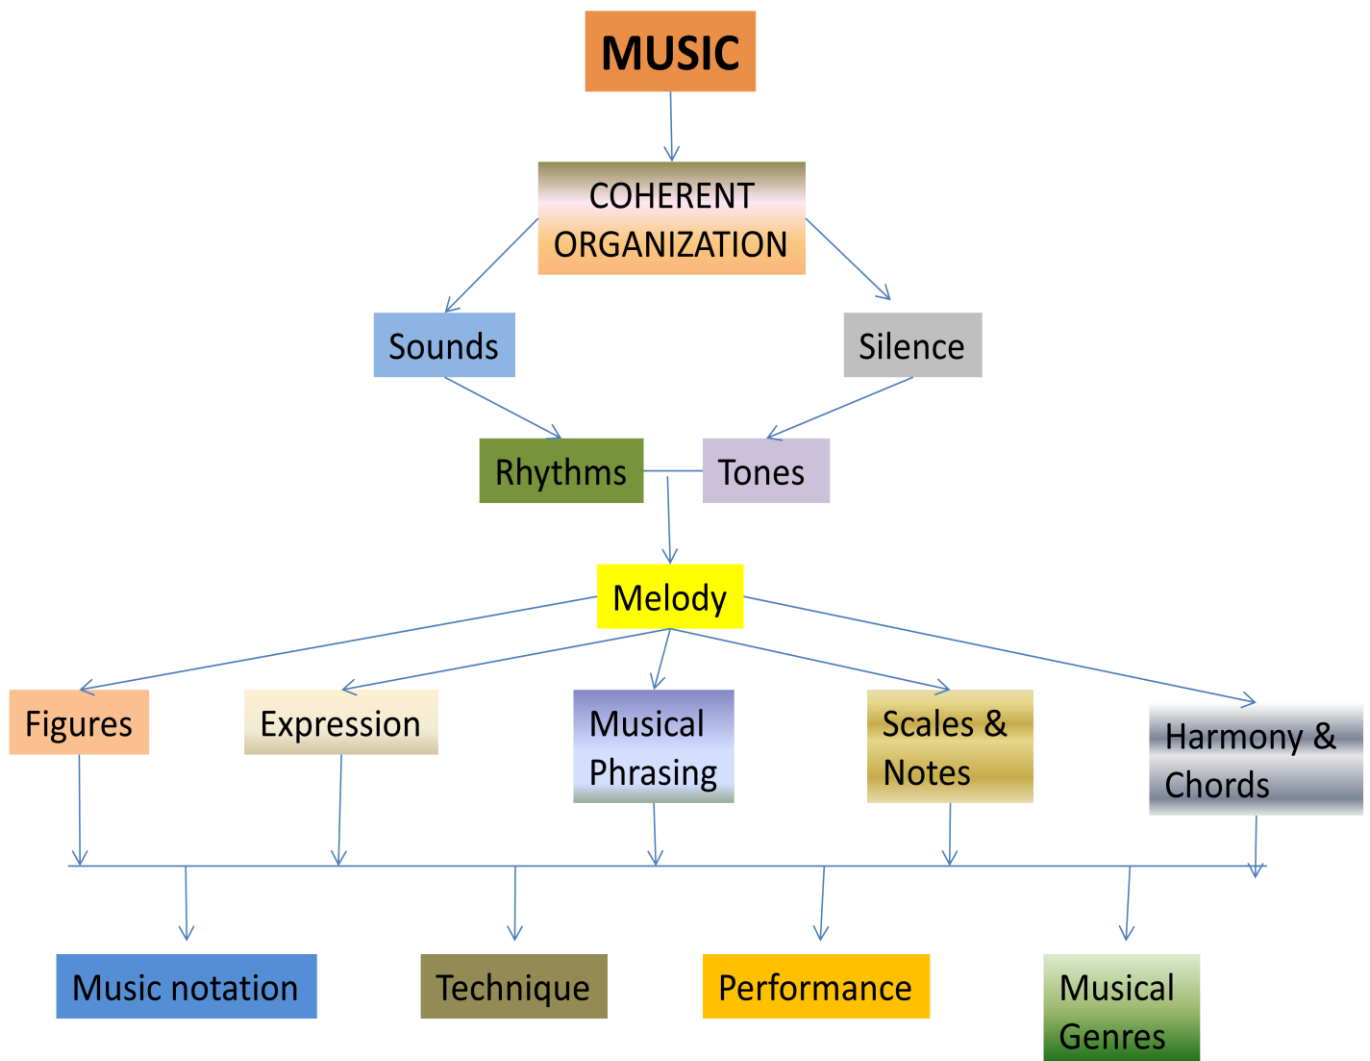 MUSIC
COHERENT
ORGANIZATION
Sounds
Silence
Rhythms
Tones
Melody
Figures
Expression
Musical
Phrasing
Scales &
Notes
Harmony &
Chords
Music notation
Technique
Performance
Musical
Genres